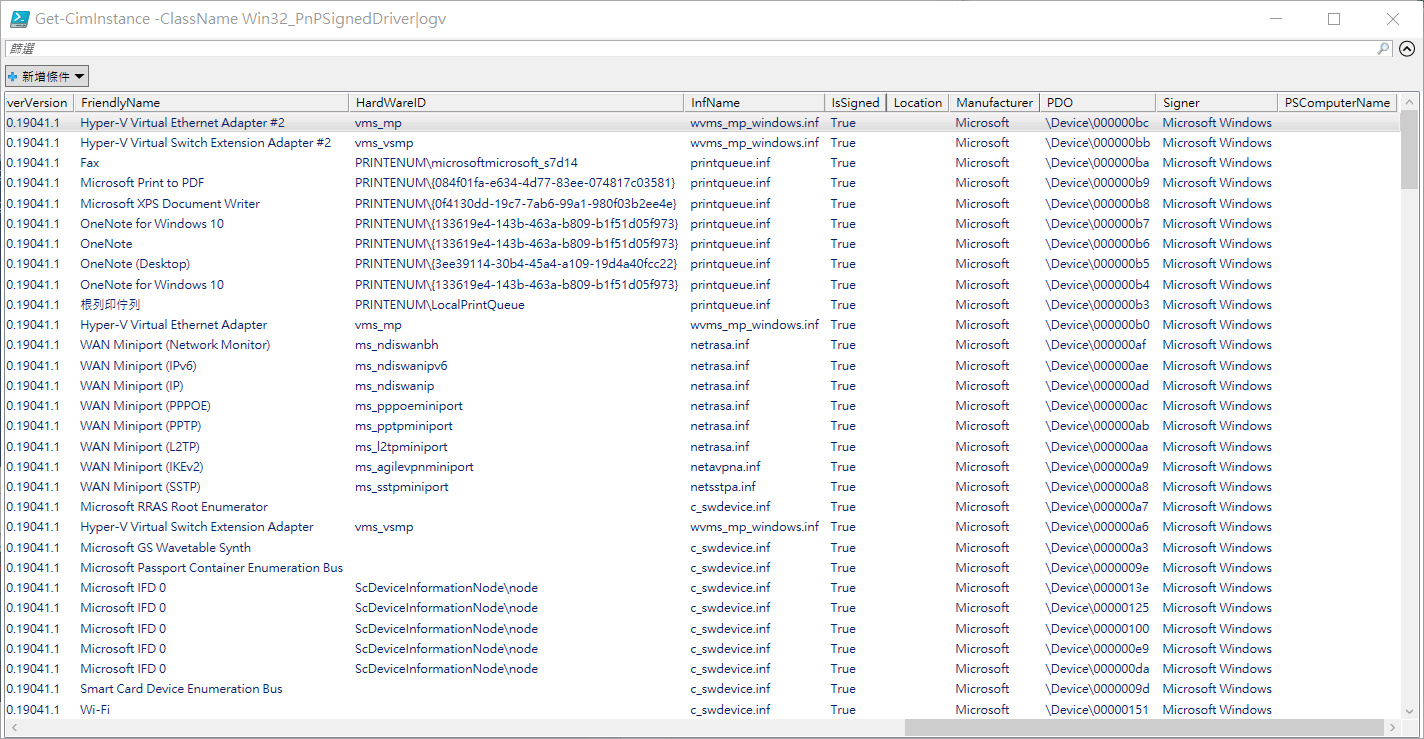 Get-CimInstance -ClassName Win32_PnPSignedDriver|ogv
篩選
新增條件
verVersion FriendlyName HardWareID InfName IsSigned Location Manufacturer PDO Signer PSComputerName
0.19041.1 Hyper-V Virtual Ethernet Adapter #2 vms_mp wvms_mp_windows.inf True Microsoft \Device\000000bc Microsoft Windows
0.19041.1 Hyper-V Virtual Switch Extension Adapter #2 vms_vsmp wvms_mp_windows.inf True Microsoft \Device\000000bb Microsoft Windows
0.19041.1 Fax PRINTENUM\microsoftmicrosoft_s7d14 printqueue.inf True Microsoft \Device\000000ba Microsoft Windows
0.19041.1 Microsoft Print to PDF PRINTENUM\{084f01fa-e634-4d77-83ee-074817c03581} printqueue.inf True Microsoft \Device\000000b9 Microsoft Windows
0.19041.1 Microsoft XPS Document Writer PRINTENUM\{0f4130dd-19c7-7ab6-99a1-980f03b2ee4e} printqueue.inf True Microsoft \Device\000000b8 Microsoft Windows
0.19041.1 OneNote for Windows 10 PRINTENUM\{133619e4-143b-463a-b809-b1f51d05f973} printqueue.inf True Microsoft \Device\000000b7 Microsoft Windows
0.19041.1 OneNote PRINTENUM\{133619e4-143b-463a-b809-b1f51d05f973} printqueue.inf True Microsoft \Device\000000b6 Microsoft Windows
0.19041.1 OneNote (Desktop) PRINTENUM\{3ee39114-30b4-45a4-a109-19d4a40fcc22} printqueue.inf True Microsoft \Device\000000b5 Microsoft Windows
0.19041.1 OneNote for Windows 10 PRINTENUM\{133619e4-143b-463a-b809-b1f51d05f973} printqueue.inf True Microsoft \Device\000000b4 Microsoft Windows
0.19041.1 根列印佇列 PRINTENUM\LocalPrintQueue printqueue.inf True Microsoft \Device\000000b3 Microsoft Windows
0.19041.1 Hyper-V Virtual Ethernet Adapter vms_mp wvms_mp_windows.inf True Microsoft \Device\000000b0 Microsoft Windows
0.19041.1 WAN Miniport (Network Monitor) ms_ndiswanbh netrasa.inf True Microsoft \Device\000000af Microsoft Windows
0.19041.1 WAN Miniport (IPv6) ms_ndiswanipv6 netrasa.inf True Microsoft \Device\000000ae Microsoft Windows
0.19041.1 WAN Miniport (IP) ms_ndiswanip netrasa.inf True Microsoft \Device\000000ad Microsoft Windows
0.19041.1 WAN Miniport (PPPOE) ms_pppoeminiport netrasa.inf True Microsoft \Device\000000ac Microsoft Windows
0.19041.1 WAN Miniport (PPTP) ms_pptpminiport netrasa.inf True Microsoft \Device\000000ab Microsoft Windows
0.19041.1 WAN Miniport (L2TP) ms_l2tpminiport netrasa.inf True Microsoft \Device\000000aa Microsoft Windows
0.19041.1 WAN Miniport (IKEv2) ms_agilevpnminiport netavpna.inf True Microsoft \Device\000000a9 Microsoft Windows
0.19041.1 WAN Miniport (SSTP) ms_sstpminiport netsstpa.inf True Microsoft \Device\000000a8 Microsoft Windows
0.19041.1 Microsoft RRAS Root Enumerator c_swdevice.inf True Microsoft \Device\000000a7 Microsoft Windows
0.19041.1 Hyper-V Virtual Switch Extension Adapter vms_vsmp wvms_mp_windows.inf True Microsoft \Device\000000a6 Microsoft Windows
0.19041.1 Microsoft GS Wavetable Synth c_swdevice.inf True Microsoft \Device\000000a3 Microsoft Windows
0.19041.1 Microsoft Passport Container Enumeration Bus c_swdevice.inf True Microsoft \Device\0000009e Microsoft Windows
0.19041.1 Microsoft IFD 0 ScDeviceInformationNode\node c_swdevice.inf True Microsoft \Device\0000013e Microsoft Windows
0.19041.1 Microsoft IFD 0 ScDeviceInformationNode\node c_swdevice.inf True Microsoft \Device\00000125 Microsoft Windows
0.19041.1 Microsoft IFD 0 ScDeviceInformationNode\node c_swdevice.inf True Microsoft \Device\00000100 Microsoft Windows
0.19041.1 Microsoft IFD 0 ScDeviceInformationNode\node c_swdevice.inf True Microsoft \Device\000000e9 Microsoft Windows
0.19041.1 Microsoft IFD 0 ScDeviceInformationNode\node c_swdevice.inf True Microsoft \Device\000000da Microsoft Windows
0.19041.1 Smart Card Device Enumeration Bus c_swdevice.inf True Microsoft \Device\0000009d Microsoft Windows
0.19041.1 Wi-Fi c_swdevice.inf True Microsoft \Device\00000151 Microsoft Windows